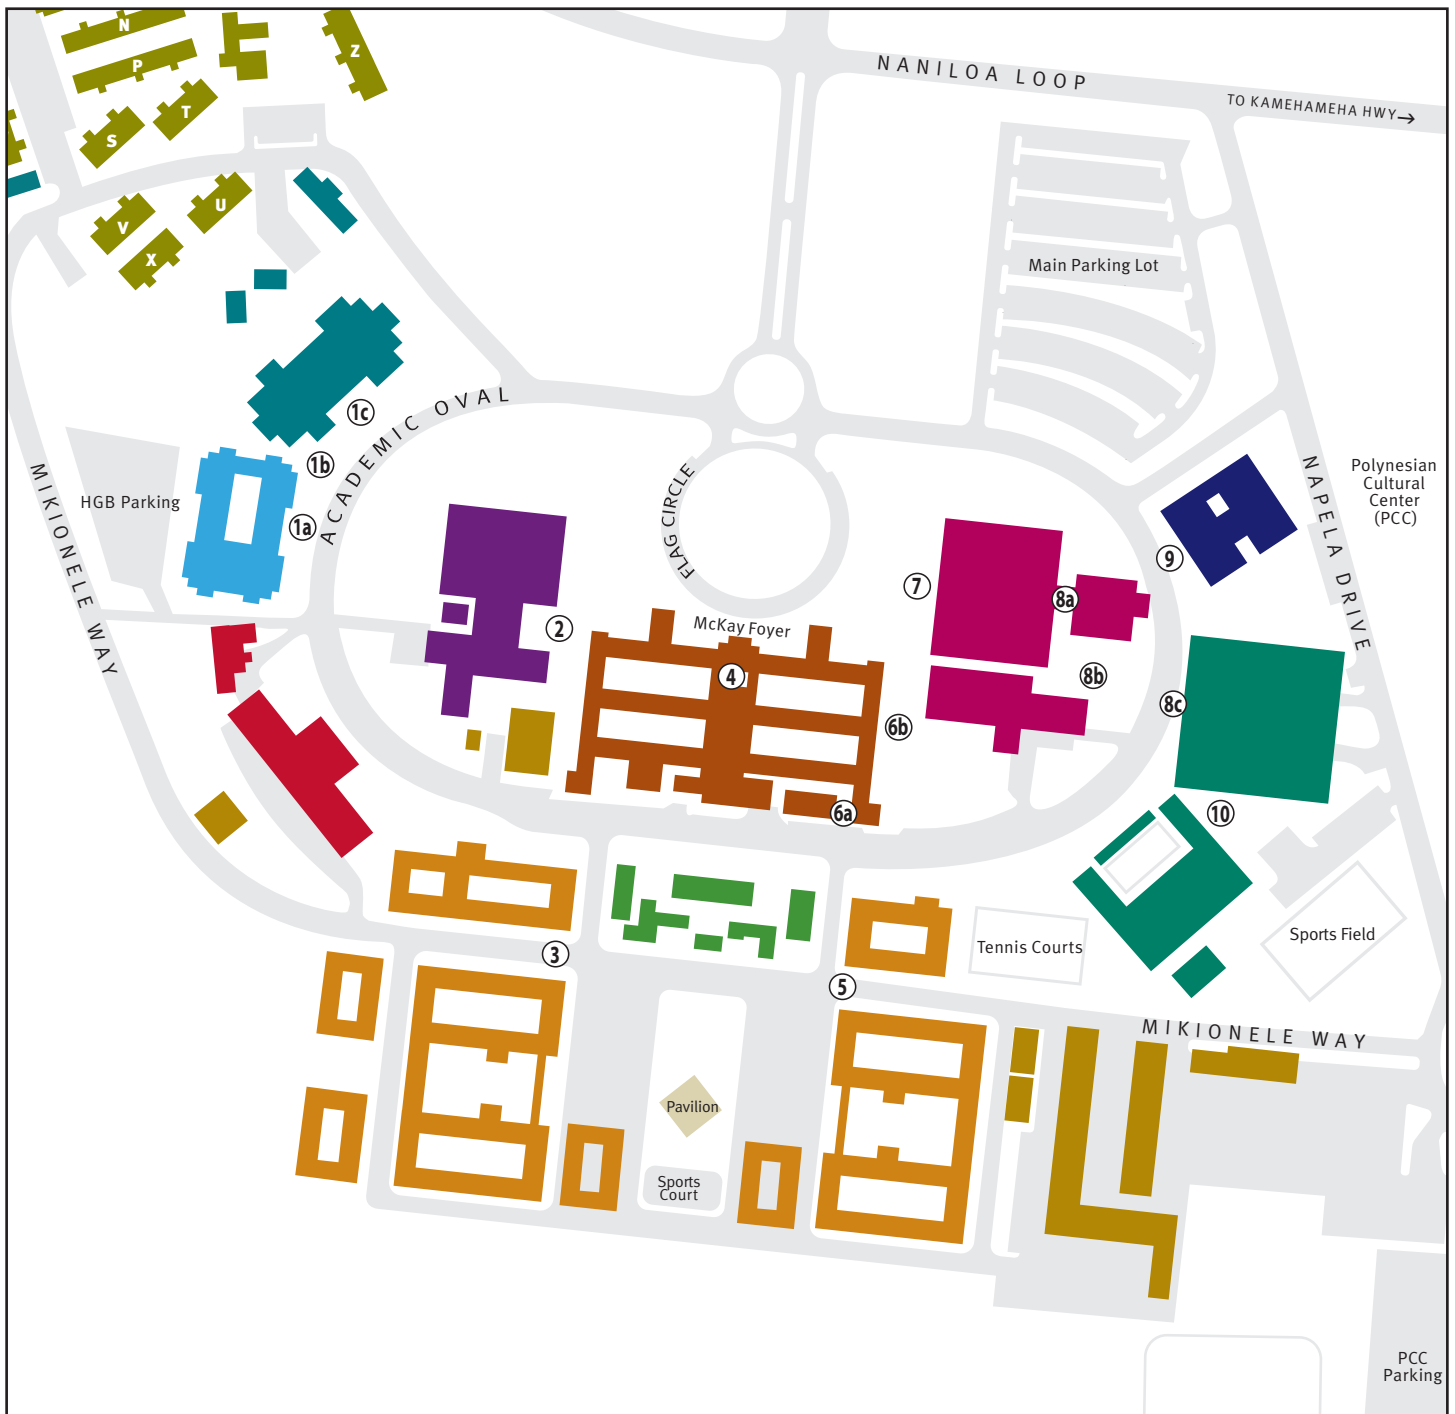 N
P
Z
S
T
V
U
X
NANILOA LOOP
TO KAMEHAMEHA HWY→
Main Parking Lot
1c
ACADEMIC OVAL
1b
HGB Parking
1a
MIKIONELE WAY
FLAG CIRCLE
NAPELA DRIVE
Polynesian
Cultural
Center
(PCC)
9
7
8a
2
McKay Foyer
4
8b
6b
8c
6a
10
3
5
Tennis Courts
Sports Field
MIKIONELE WAY
Pavilion
Sports
Court
PCC
Parking